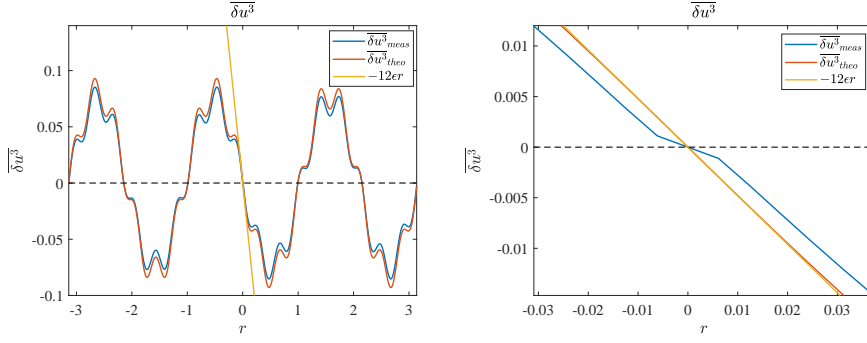 $\overline{\delta u^3}$
0.1
0.05
0
-0.05
-0.1
$\overline{\delta u^3}$
-3
-2
-1
0
1
2
3
r
$\overline{\delta u^3}_{meas}$
$\overline{\delta u^3}_{theo}$
$-12\epsilon r$
$\overline{\delta u^3}$
0.01
0.005
0
-0.005
-0.01
$\overline{\delta u^3}$
-0.03
-0.02
-0.01
0
0.01
0.02
0.03
r
$\overline{\delta u^3}_{meas}$
$\overline{\delta u^3}_{theo}$
$-12\epsilon r$